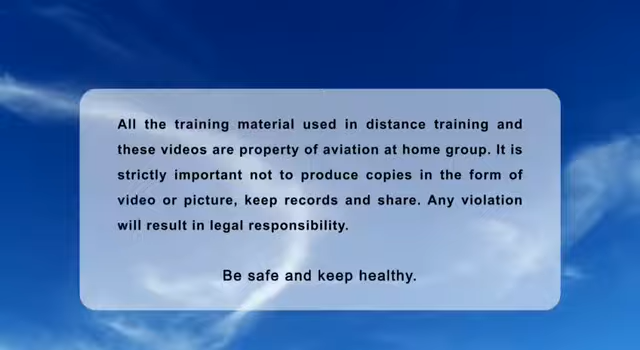 All the training material used in distance training and
these videos are property of aviation at home group. It is
strictly important not to produce copies in the form of
video or picture, keep records and share. Any violation
will result in legal responsibility.
Be safe and keep healthy.